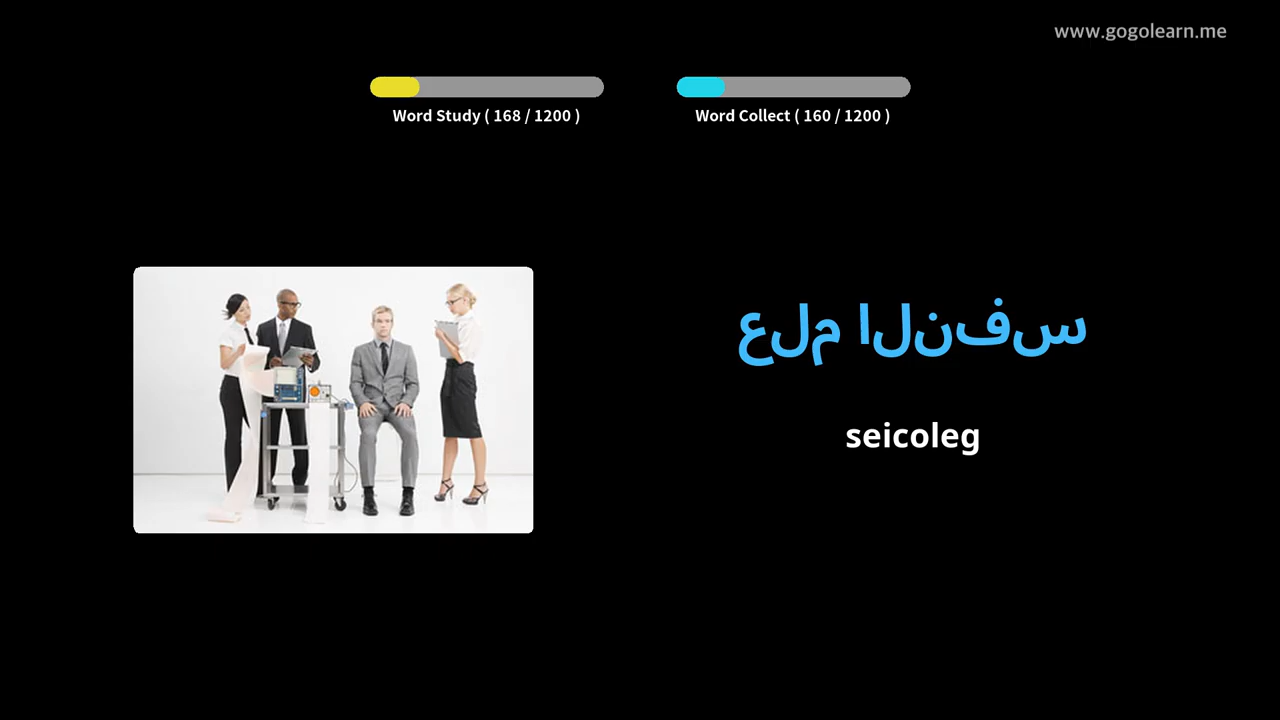 www.gogolearn.me
Word Study ( 168 / 1200 )
Word Collect ( 160 / 1200 )
علم النفس
seicoleg